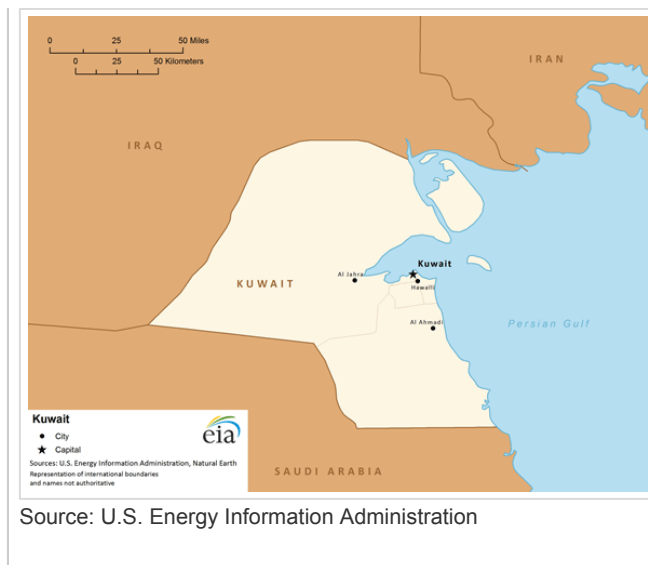 0 25 50 Miles
0 25 50 Kilometers
IRAN
IRAQ
Kuwait
Al Jahra
KUWAIT
Hawalli
Al Ahmadi
Persian Gulf
Kuwait
City
Capital
eia
Sources: U.S. Energy Information Administration, Natural Earth
Representation of international boundaries
and names not authoritative
SAUDI ARABIA
Source: U.S. Energy Information Administration